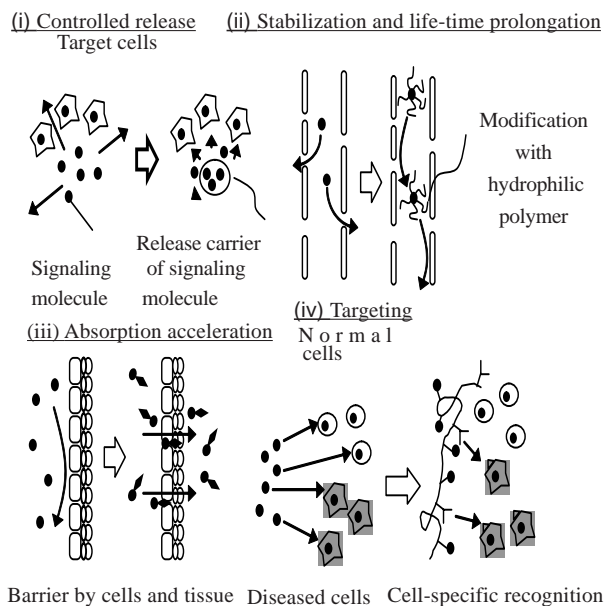 (i) Controlled release
Target cells
(ii) Stabilization and life-time prolongation
Modification
with
hydrophilic
polymer
Signaling
molecule
Release carrier
of signaling
molecule
(iii) Absorption acceleration
(iv) Targeting
Normal
cells
Barrier by cells and tissue
Diseased cells
Cell-specific recognition